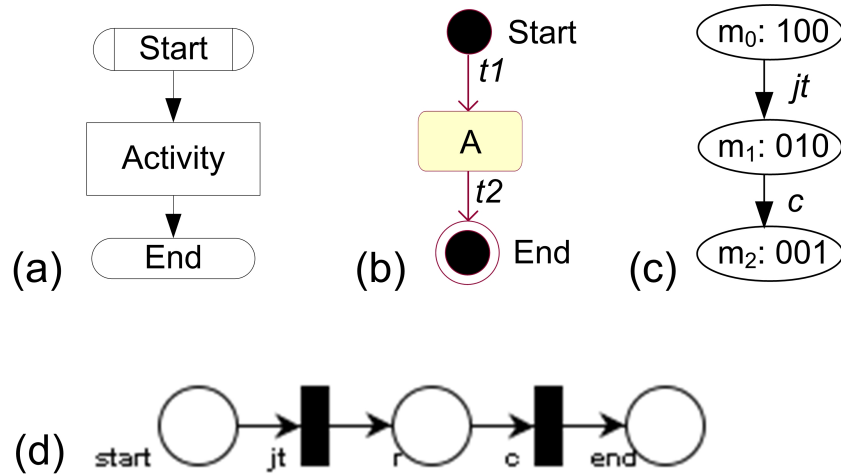 Start
Activity
End
(a)
Start
t1
A
t2
End
(b)
m0: 100
jt
m1: 010
c
m2: 001
(c)
(d)
start jt r c end